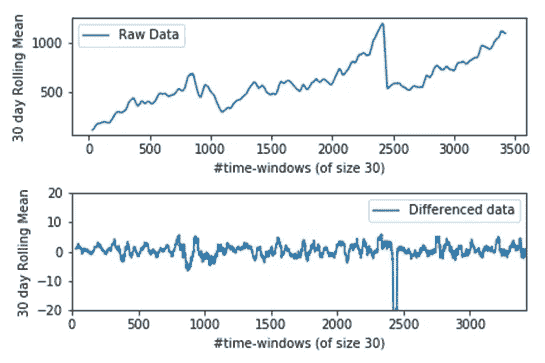 30 day Rolling Mean
1000
500
Raw Data
0 500 1000 1500 2000 2500 3000 3500
#time-windows (of size 30)
30 day Rolling Mean
20
10
0
−10
−20
Differenced data
0 500 1000 1500 2000 2500 3000
#time-windows (of size 30)